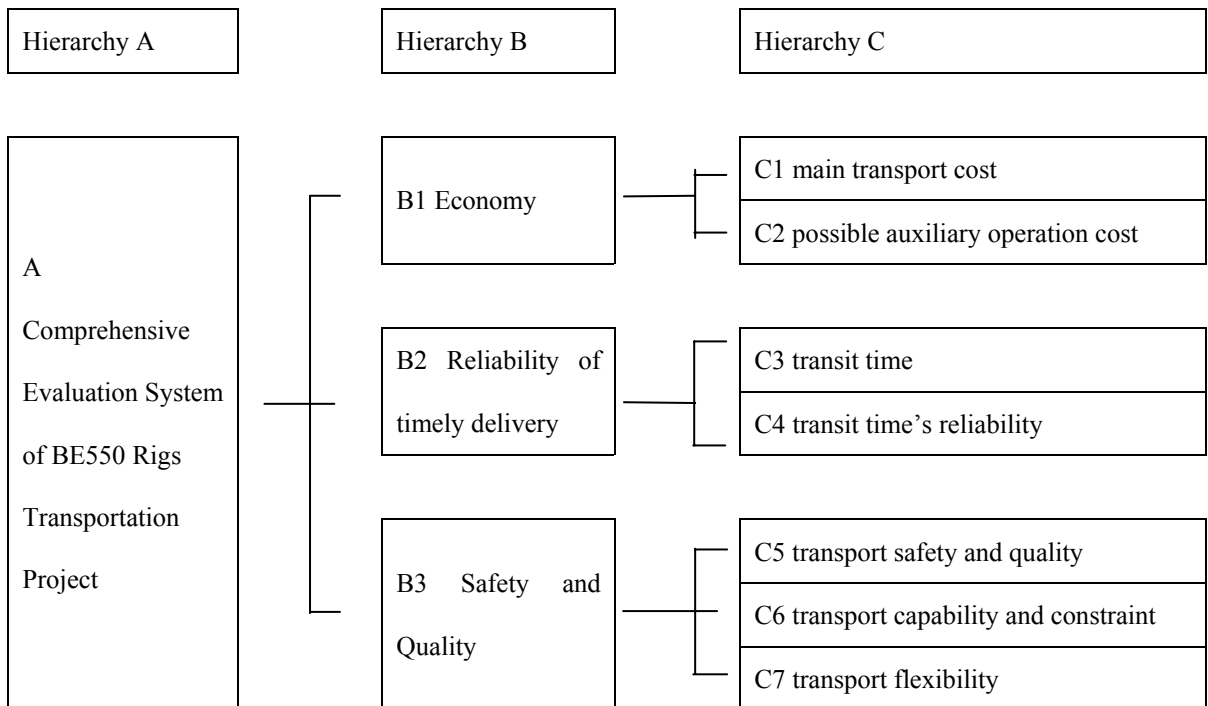 Hierarchy A
Hierarchy B
Hierarchy C
A
Comprehensive
Evaluation System
of BE550 Rigs
Transportation
Project
B1 Economy
C1 main transport cost
C2 possible auxiliary operation cost
B2 Reliability of
timely delivery
C3 transit time
C4 transit time’s reliability
B3 Safety and
Quality
C5 transport safety and quality
C6 transport capability and constraint
C7 transport flexibility